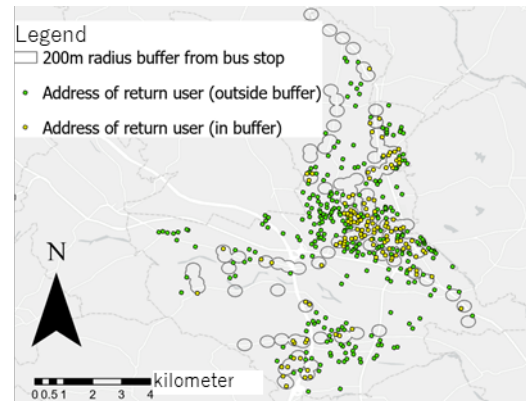 Legend
200m radius buffer from bus stop
Address of return user (outside buffer)
Address of return user (in buffer)
N
kilometer
0 0.5 1 2 3 4